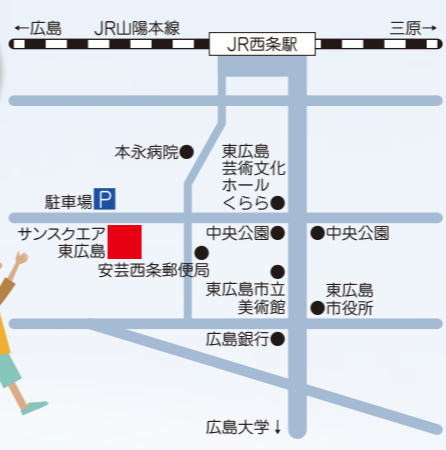 ←広島
JR山陽本線
三原→
JR西条駅
本永病院
東広島
芸術文化
ホール
くらら
駐車場 P
サンスクエア
東広島
中央公園
中央公園
安芸西条郵便局
東広島市立
美術館
東広島
市役所
広島銀行
広島大学↓